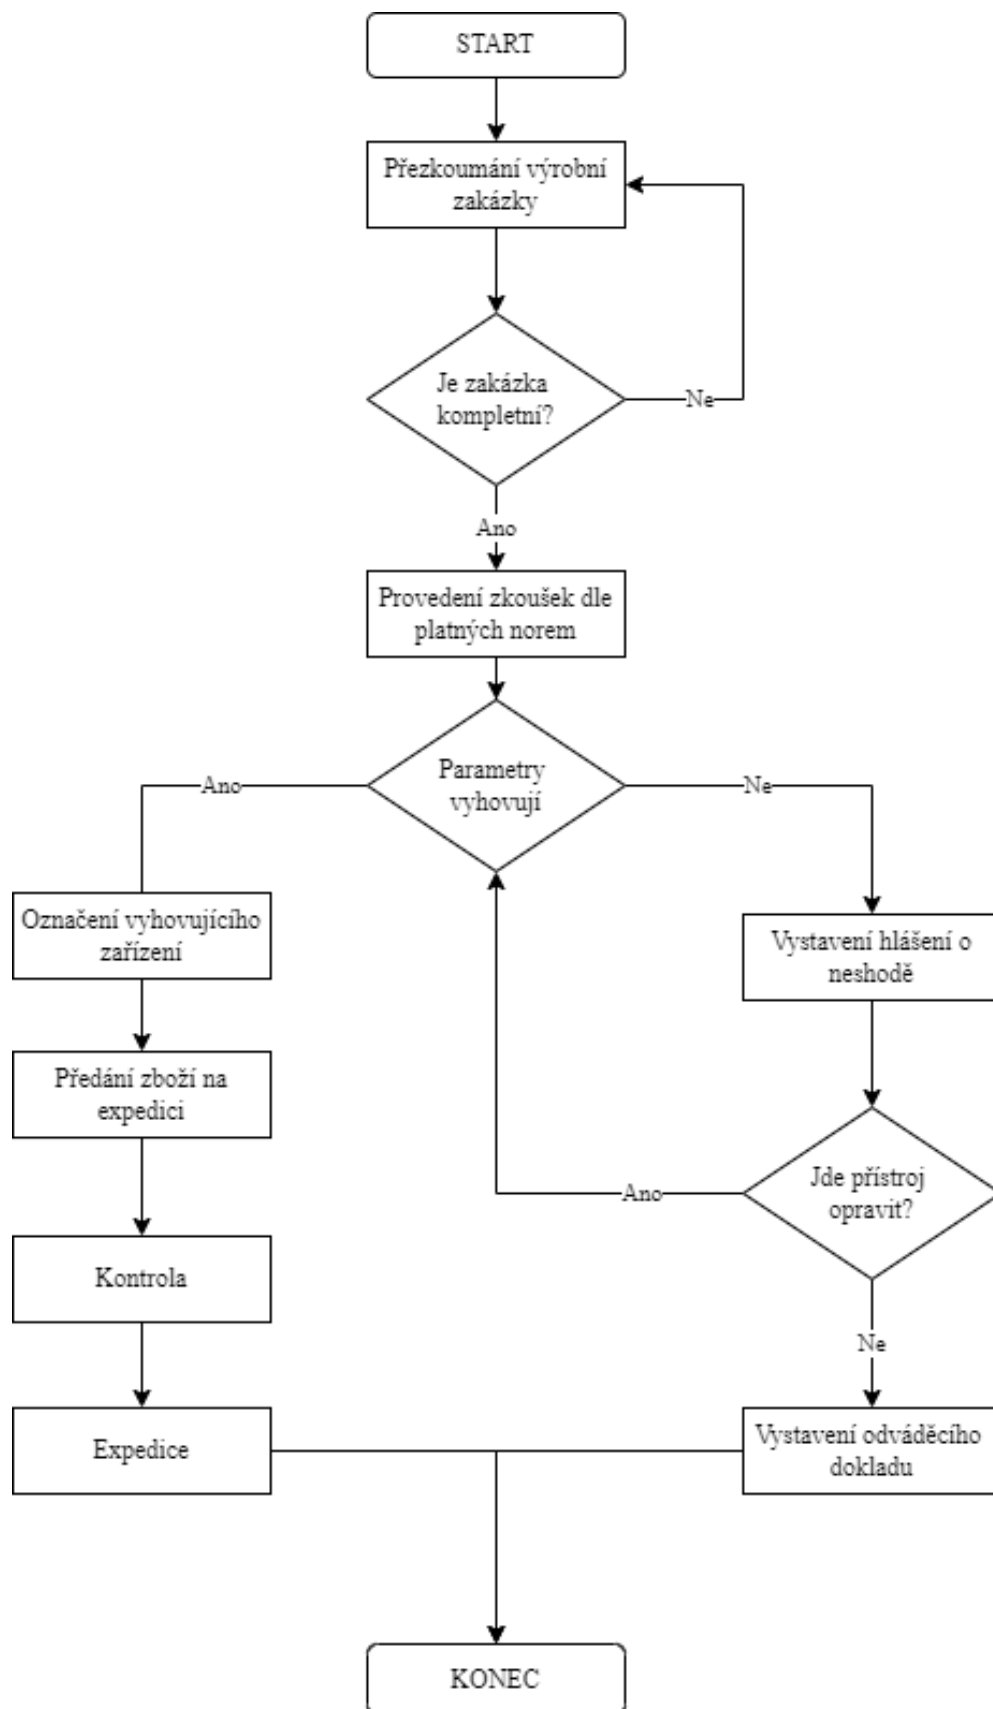 START
Přezkoumání výrobní
zakázky
Je zakázka
kompletní?
Ne
Ano
Provedení zkoušek dle
platných norem
Parametry
vyhovují
Ano
Ne
Označení vyhovujícího
zařízení
Vystavení hlášení o
neshodě
Předání zboží na
expedici
Jde přístroj
opravit?
Ano
Kontrola
Ne
Expedice
Vystavení odváděcího
dokladu
KONEC